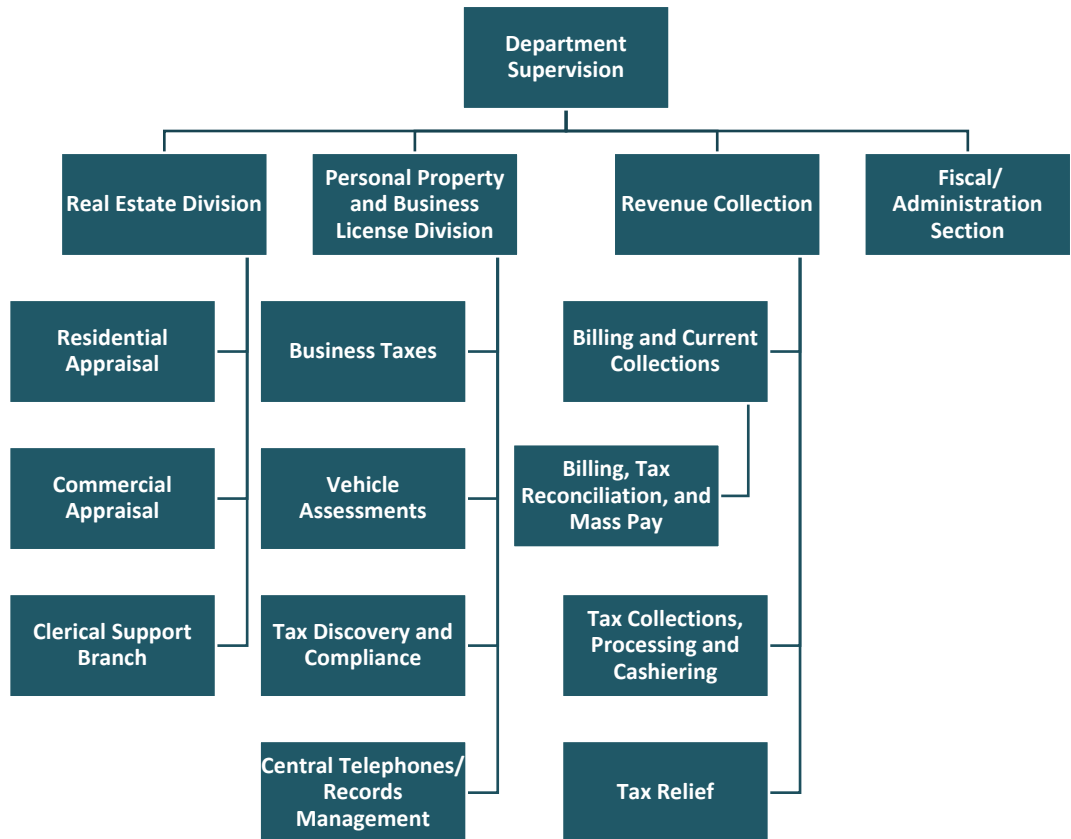 Department
Supervision
Real Estate Division
Personal Property
and Business
License Division
Revenue Collection
Fiscal/
Administration
Section
Residential
Appraisal
Business Taxes
Billing and Current
Collections
Commercial
Appraisal
Vehicle
Assessments
Billing, Tax
Reconciliation, and
Mass Pay
Clerical Support
Branch
Tax Discovery and
Compliance
Tax Collections,
Processing and
Cashiering
Central Telephones/
Records
Management
Tax Relief